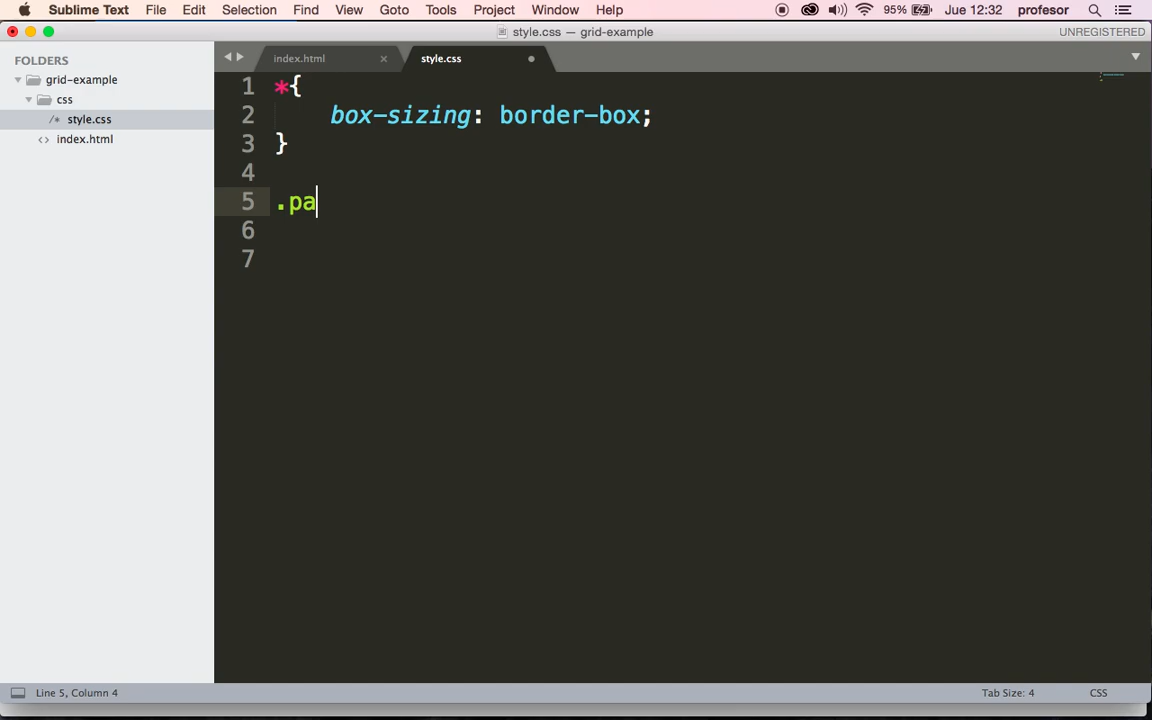 Sublime Text File Edit Selection Find View Goto Tools Project Window Help 95% Jue 12:32 profesor
style.css — grid-example UNREGISTERED
FOLDERS
grid-example
css
/* style.css
<> index.html
index.html × style.css
1 *{
2 box-sizing: border-box;
3 }
4
5 .pa
6
7
Line 5, Column 4 Tab Size: 4 CSS